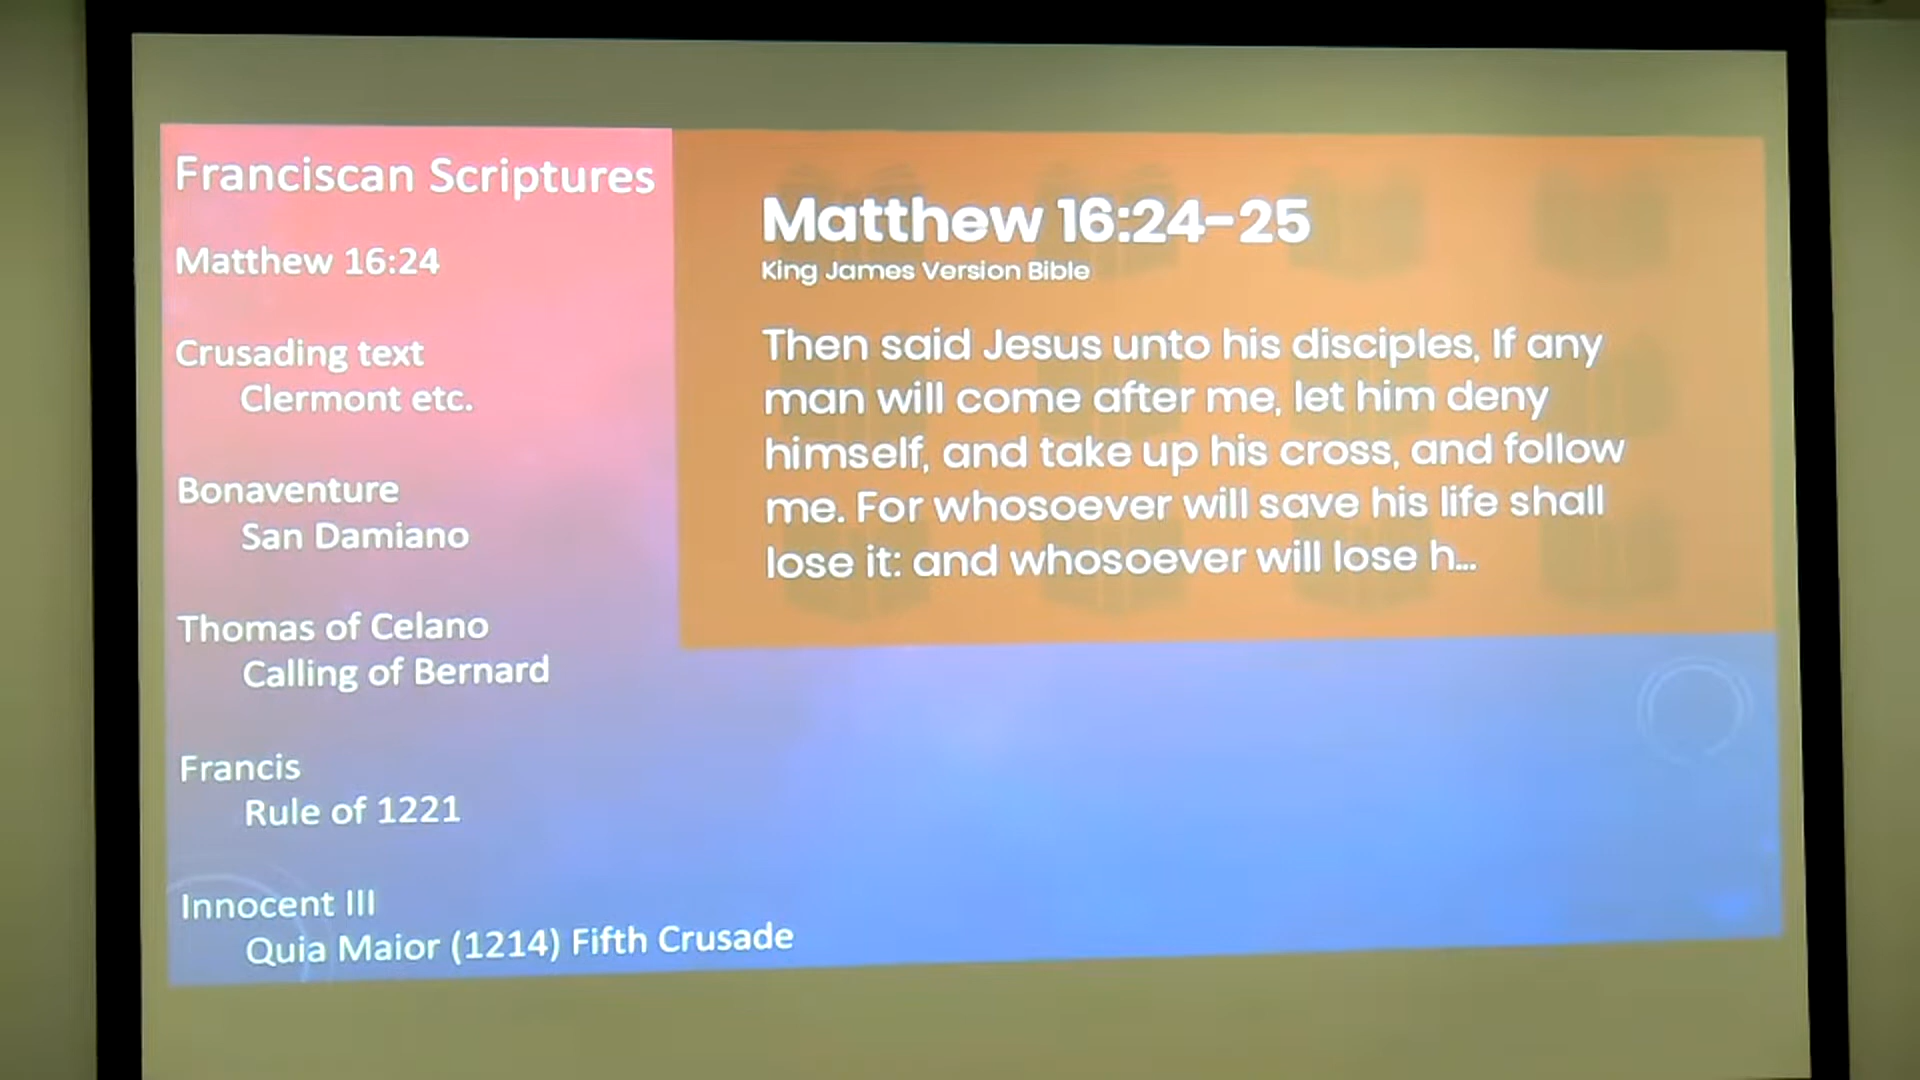 Franciscan Scriptures
Matthew 16:24
Crusading text
Clermont etc.
Bonaventure
San Damiano
Thomas of Celano
Calling of Bernard
Francis
Rule of 1221
Innocent III
Quia Maior (1214) Fifth Crusade
Matthew 16:24-25
King James Version Bible
Then said Jesus unto his disciples, If any
man will come after me, let him deny
himself, and take up his cross, and follow
me. For whosoever will save his life shall
lose it: and whosoever will lose h...